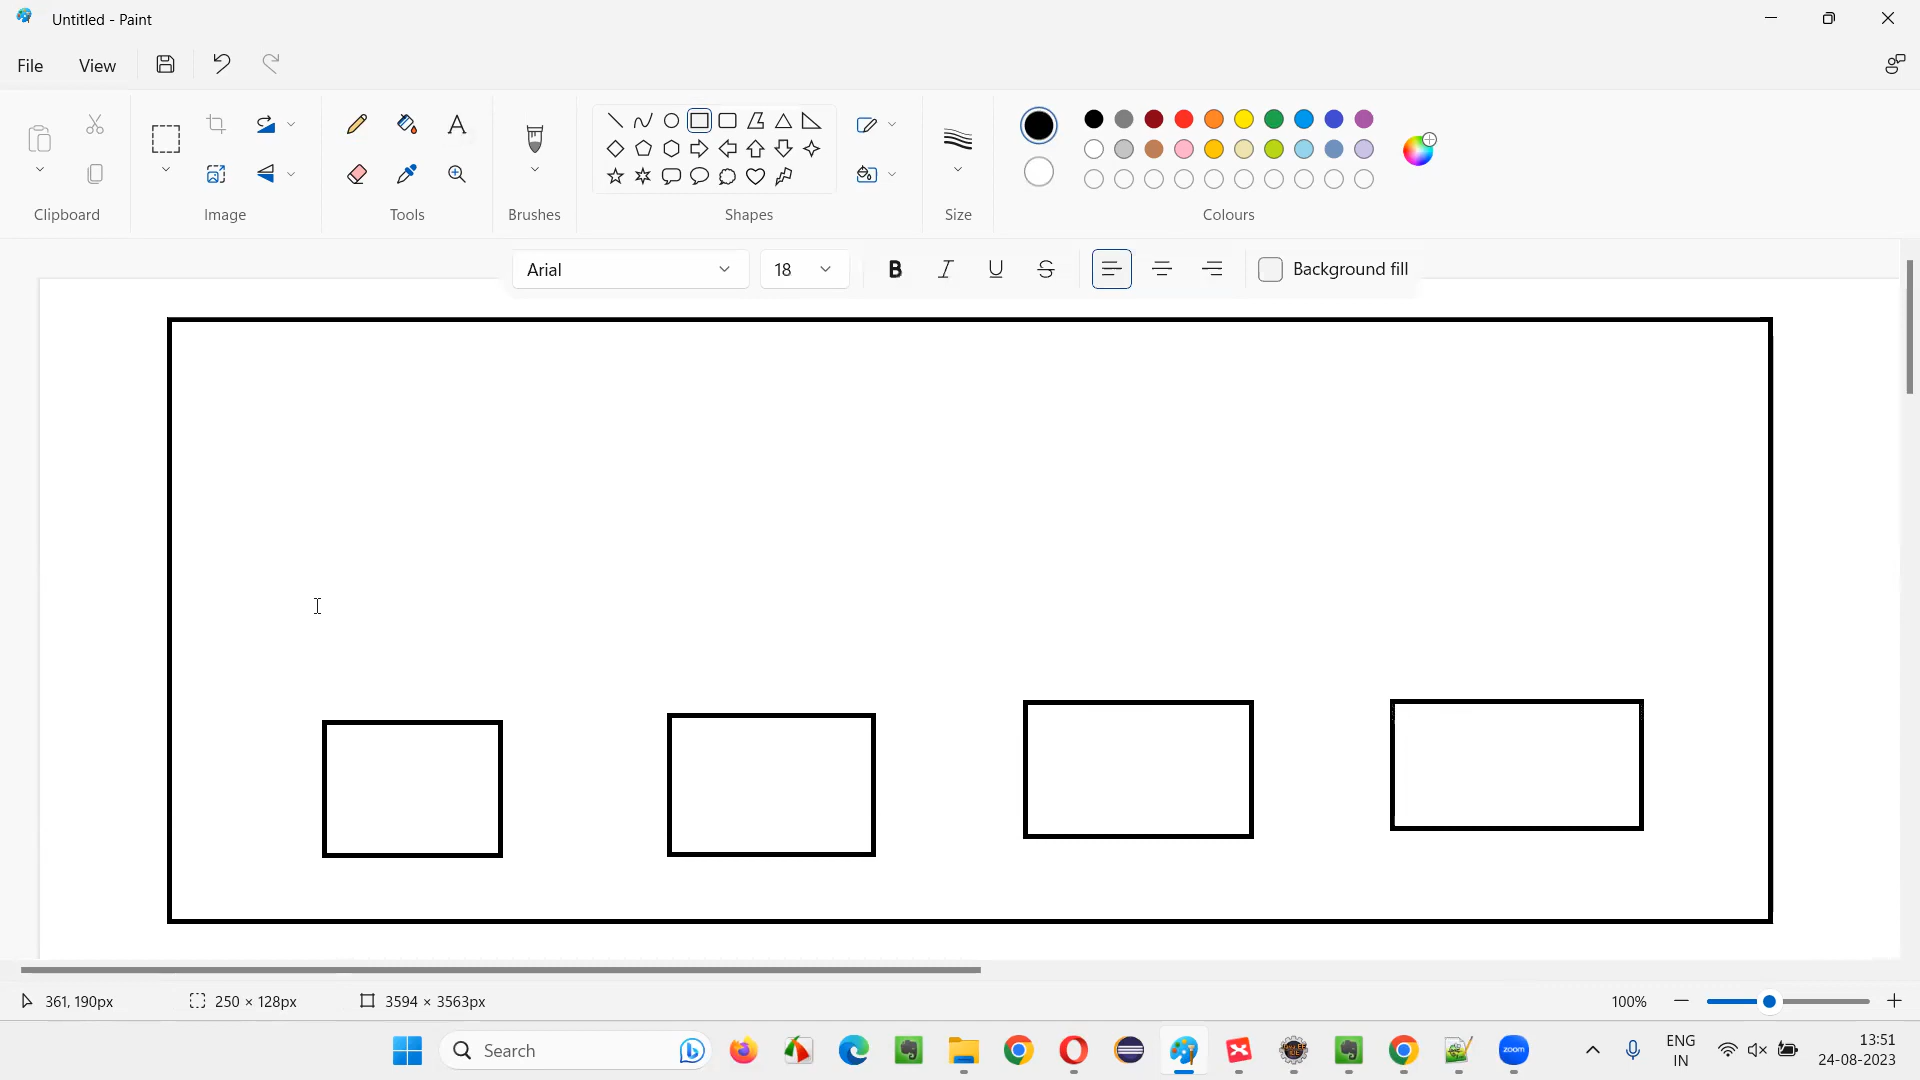 Untitled - Paint
File
View
Clipboard
Image
Tools
Brushes
Shapes
Size
Colours
Arial
18
B
I
U
S
Background fill
361, 190px
250 × 128px
3594 × 3563px
100%
Search
zoom
ENG
IN
13:51
24-08-2023